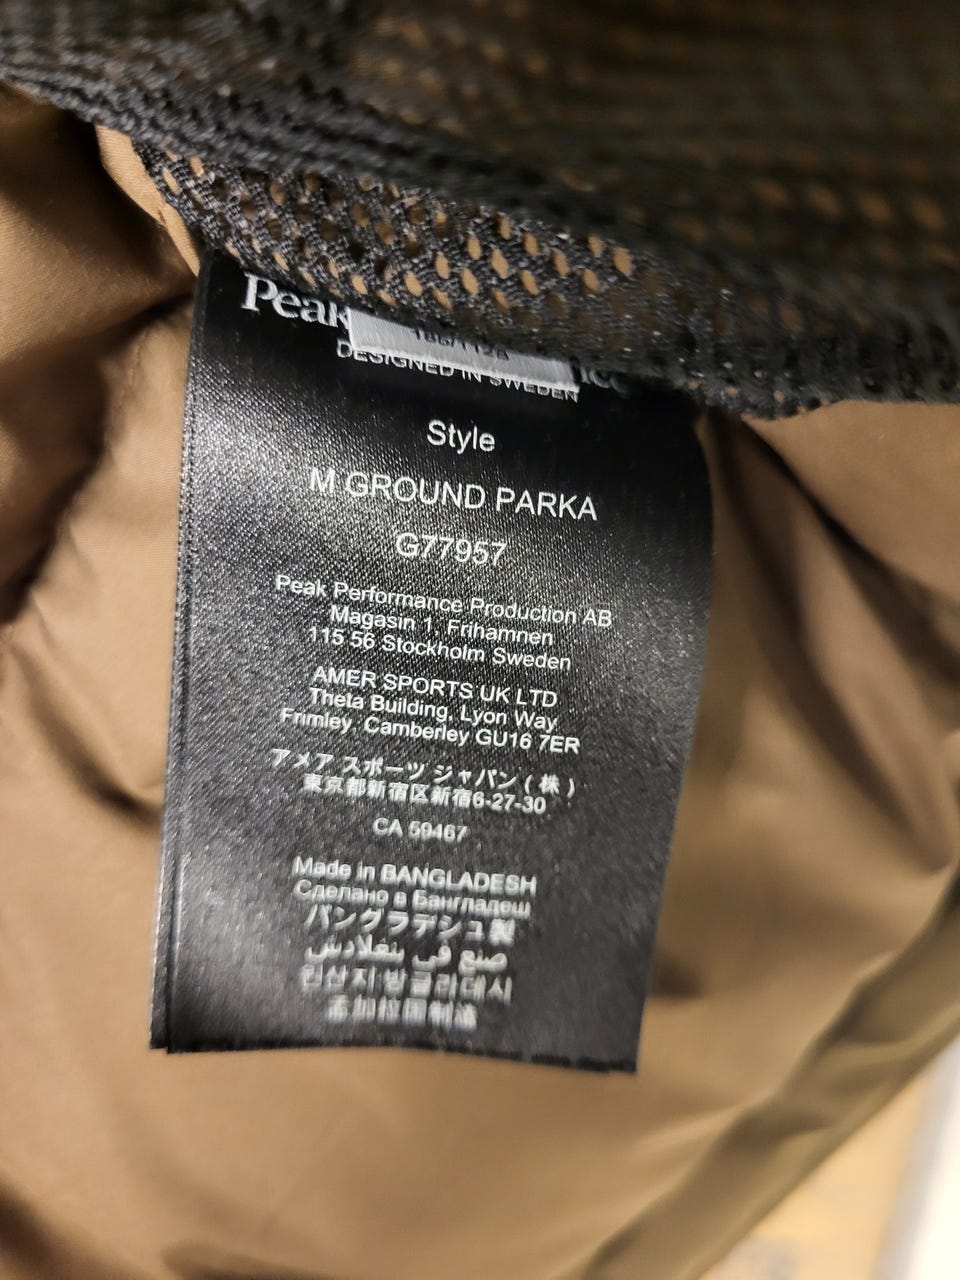 Peak
DESIGNED IN SWEDEN
Style
M GROUND PARKA
G77957
Peak Performance Production AB
Magasin 1, Frihamnen
115 56 Stockholm Sweden
AMER SPORTS UK LTD
Theta Building, Lyon Way,
Frimley, Camberley GU16 7ER
アメア スポーツ ジャパン ( 株 )
東京都新宿区新宿6-27-30
CA 59467
Made in BANGLADESH
Сделано в Бангладеш
バングラデシュ製
صنع في بنغلادش
원산지 방글라데시
孟加拉国制造